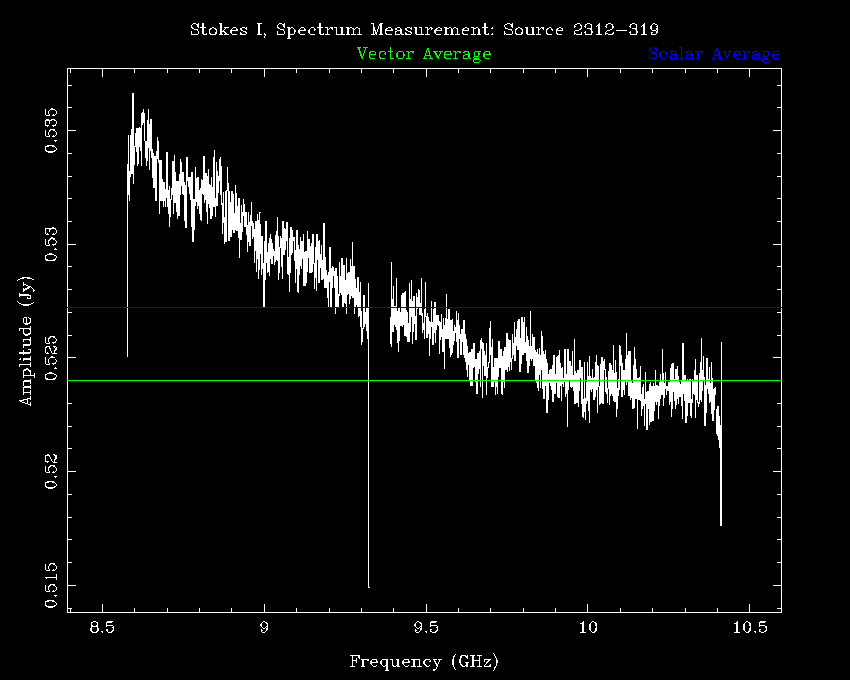 Stokes I, Spectrum Measurement: Source 2312−319
Vector Average Scalar Average
0.535
0.53
0.525
0.52
0.515
Amplitude (Jy)
8.5 9 9.5 10 10.5
Frequency (GHz)